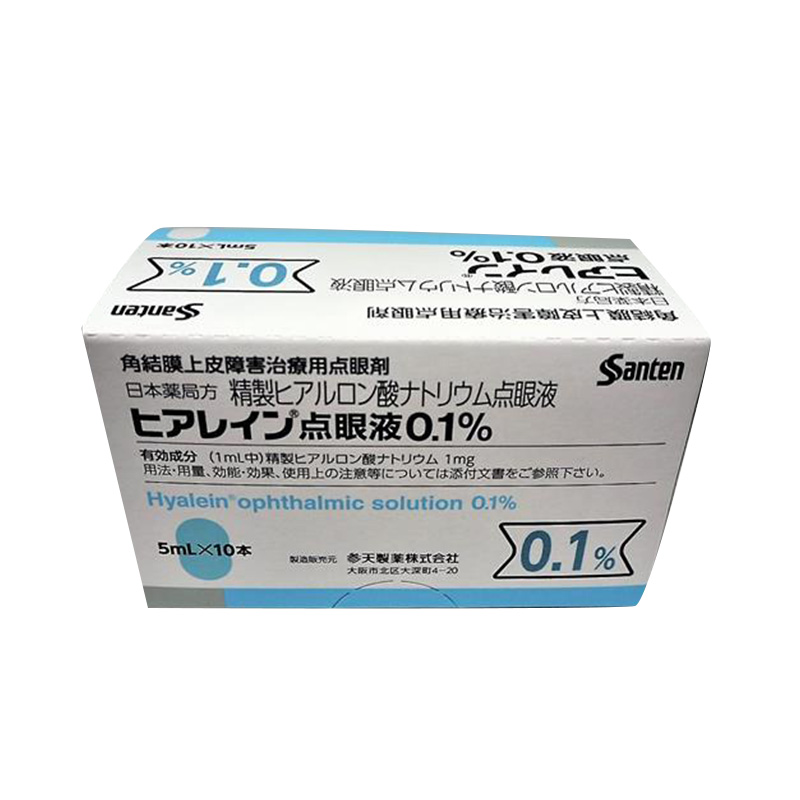 5mL×10本
0.1%
Santen
ヒアレイン®
点眼液0.1%
日本薬局方
精製ヒアルロン酸ナトリウム点眼液
角結膜上皮障害治療用点眼剤
角結膜上皮障害治療用点眼剤
Santen
日本薬局方 精製ヒアルロン酸ナトリウム点眼液
ヒアレイン®点眼液0.1%
有効成分 (1mL中)精製ヒアルロン酸ナトリウム 1mg
用法・用量、効能・効果、使用上の注意等については添付文書をご参照下さい。
Hyalein®ophthalmic solution 0.1%
5mL×10本
0.1%
製造販売元 参天製薬株式会社
大阪市北区大深町4-20